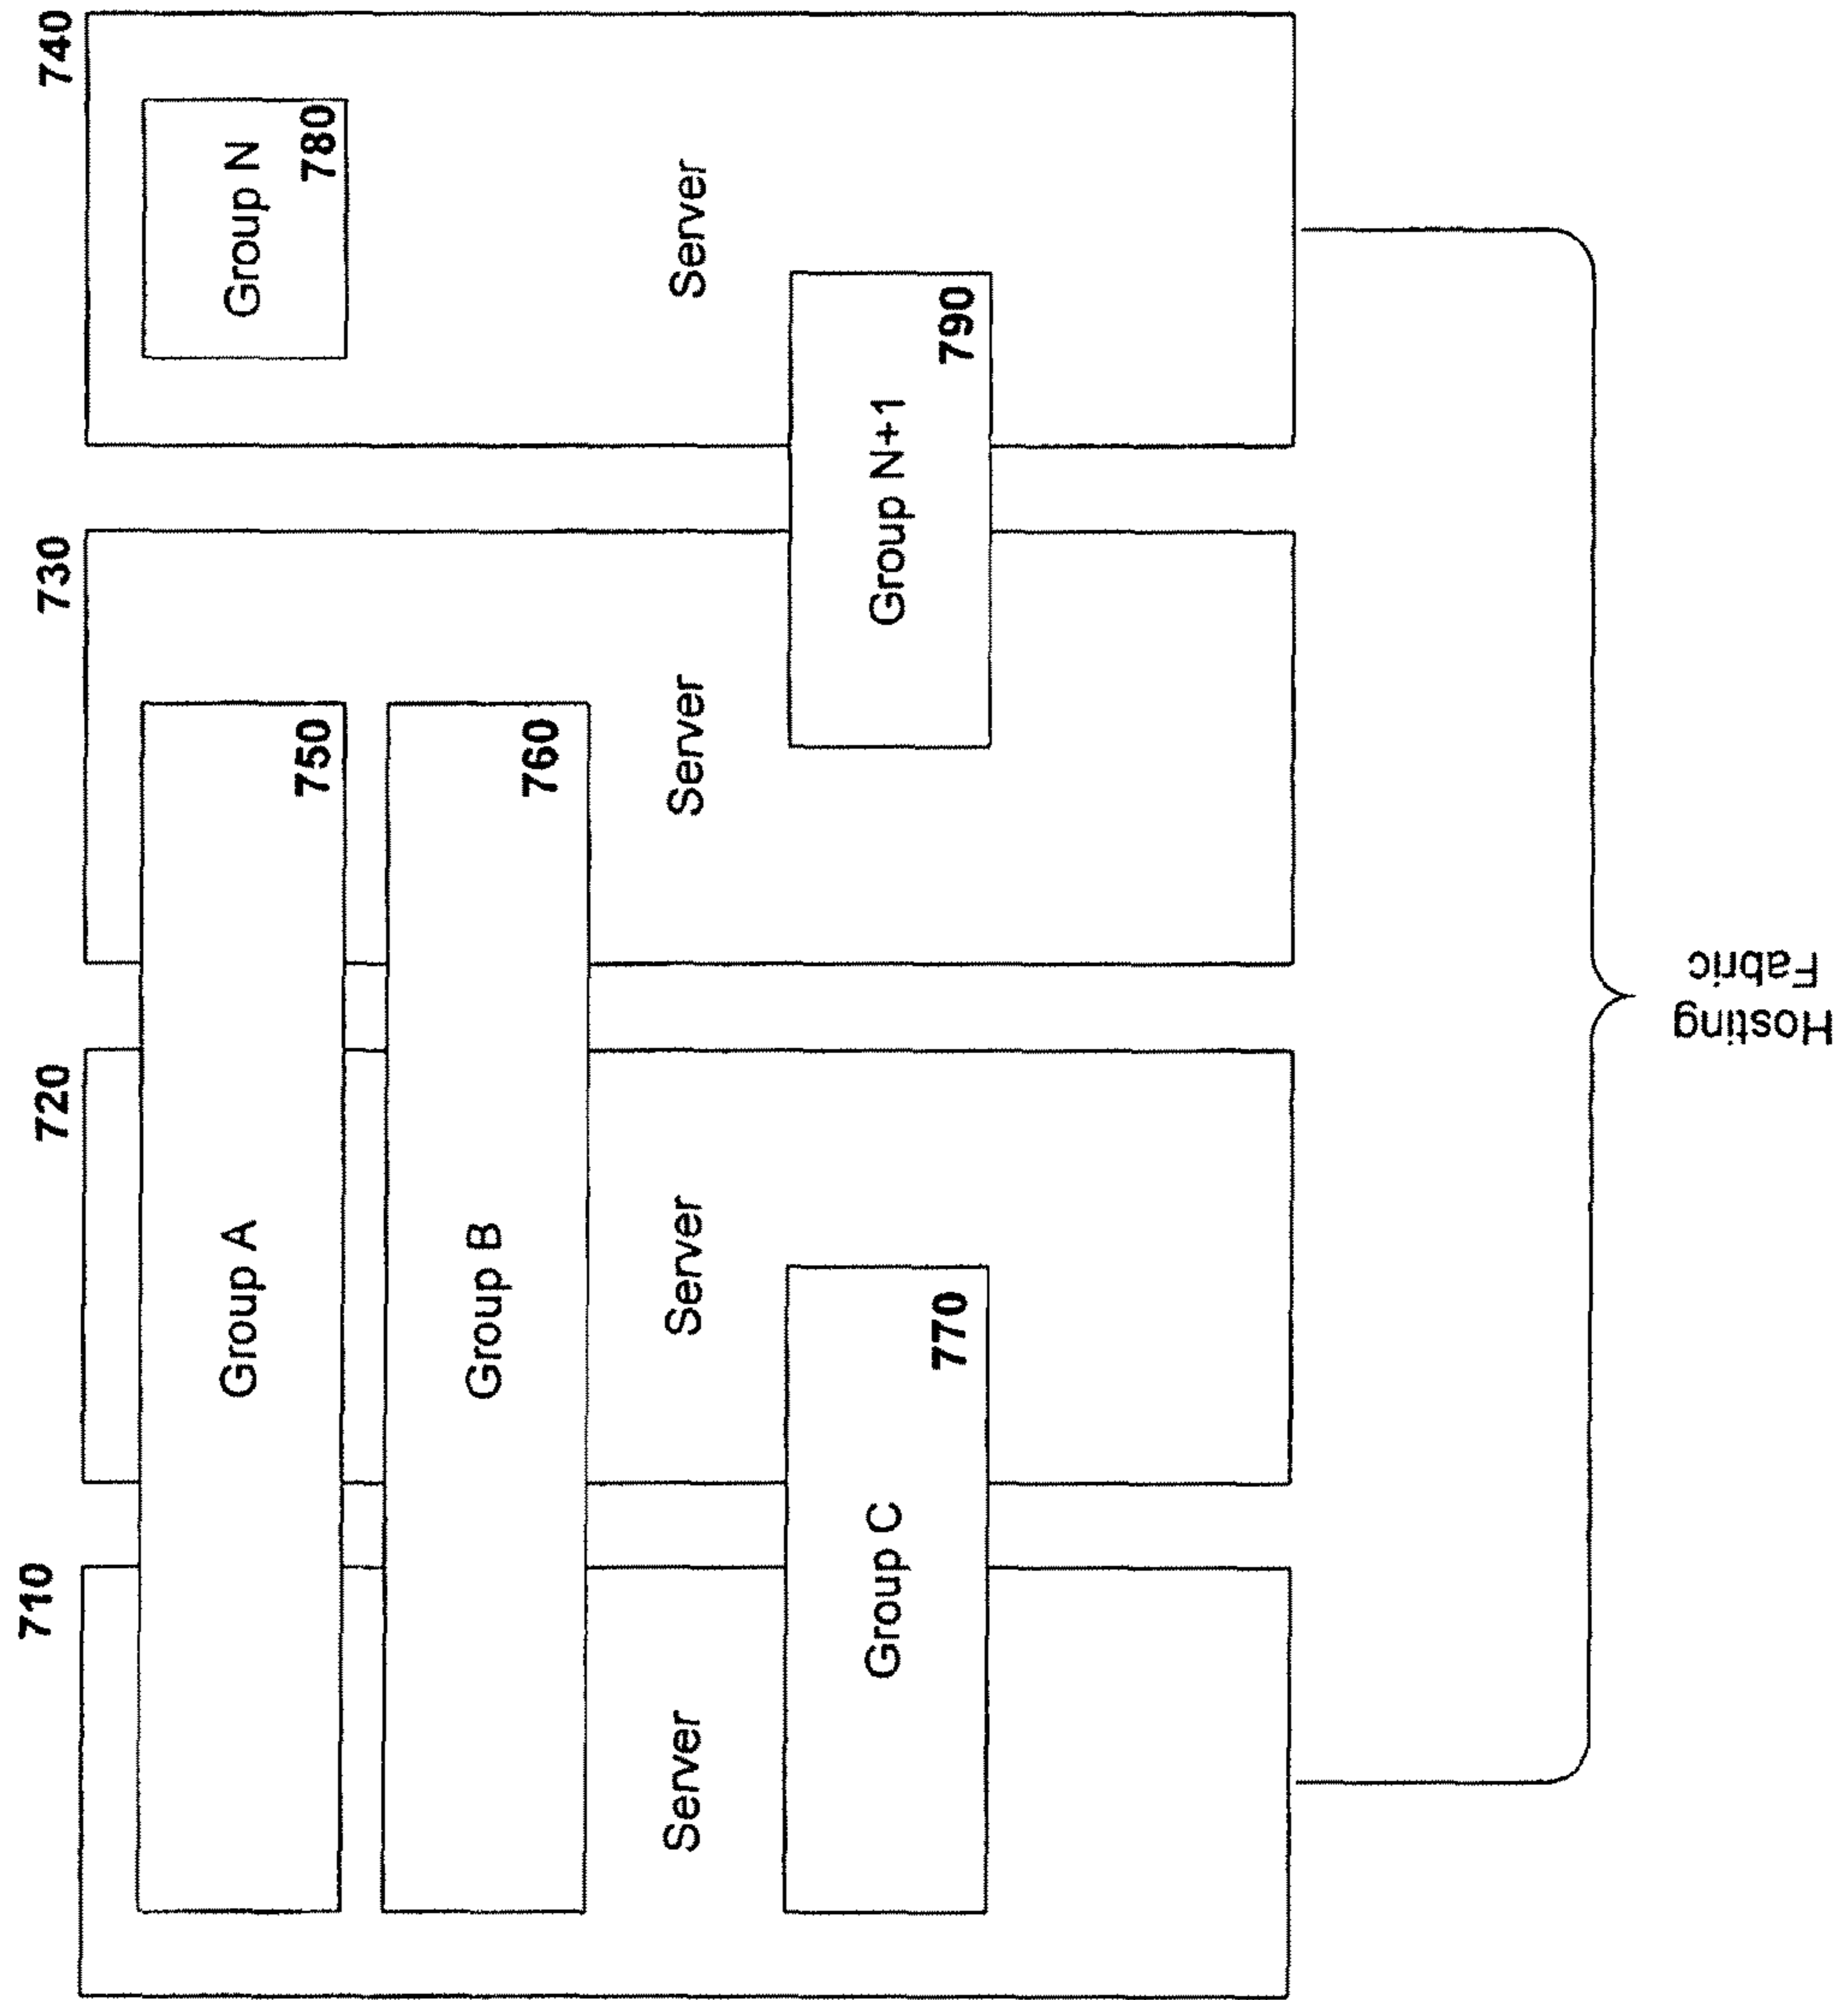 710
720
730
740
Group A
750
Group N
780
Group B
760
Server
Server
Server
Server
Group C
770
Group N+1
790
Hosting
Fabric